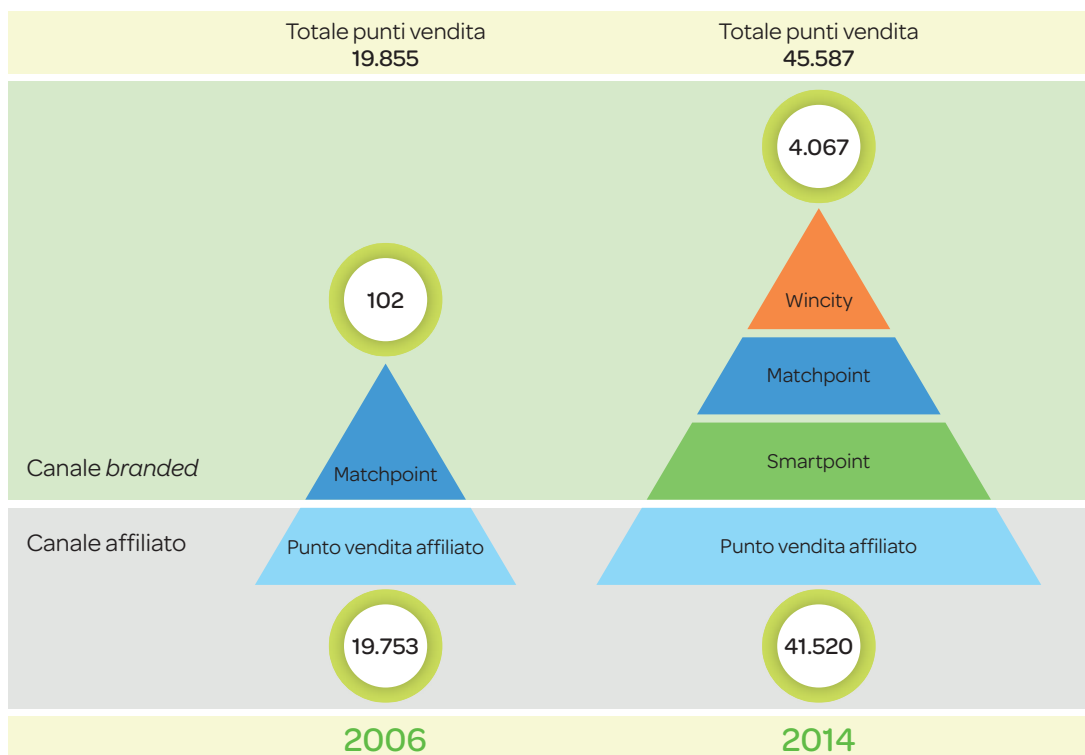 Totale punti vendita
19.855
Totale punti vendita
45.587
4.067
102
Wincity
Matchpoint
Canale branded
Matchpoint
Smartpoint
Canale affiliato
Punto vendita affiliato
Punto vendita affiliato
19.753
41.520
2006
2014